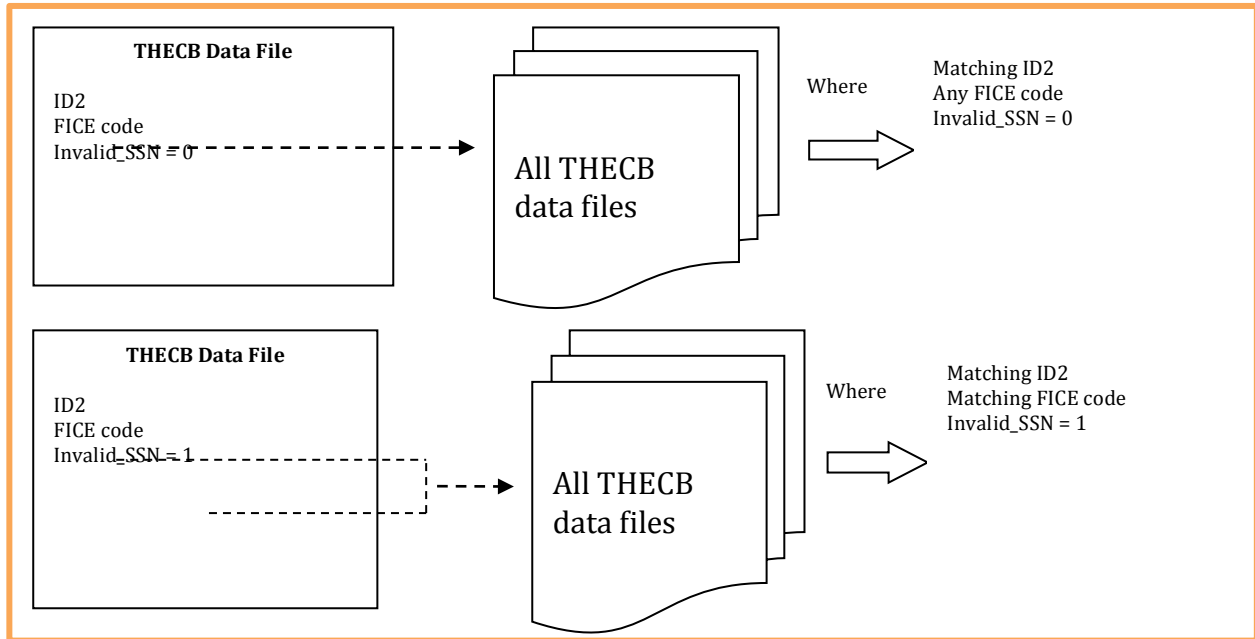 THECB Data File
ID2
FICE code
Invalid_SSN = 0
All THECB
data files
Where
Matching ID2
Any FICE code
Invalid_SSN = 0
THECB Data File
ID2
FICE code
Invalid_SSN = 1
All THECB
data files
Where
Matching ID2
Matching FICE code
Invalid_SSN = 1